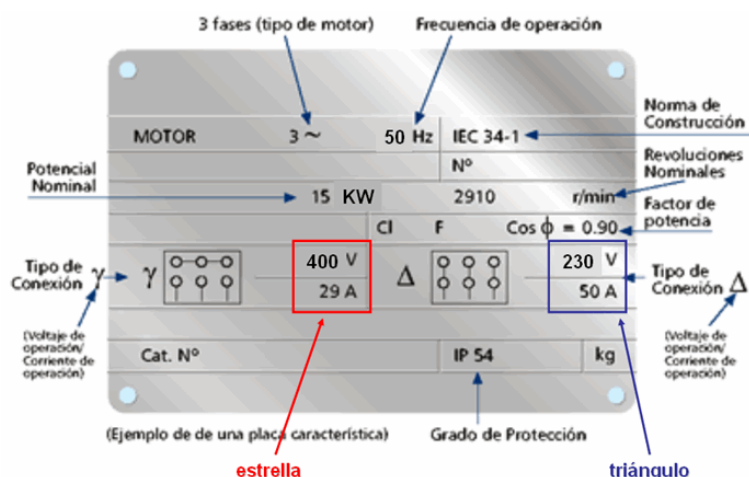 3 fases (tipo de motor) Frecuencia de operación
Norma de
Construcción
MOTOR 3 ~ 50 Hz IEC 34-1
Nº
Revoluciones
Nominales
Potencial
Nominal
15 KW 2910 r/min
Factor de
potencia
Cl F Cos ϕ = 0.90
Tipo de
Conexión γ
γ 400 V
29 A
Δ 230 V
50 A
Tipo de
Conexión Δ
(Voltaje de
operación/
Corriente de
operación)
(Voltaje de
operación/
Corriente de
operación)
Cat. Nº IP 54 kg
(Ejemplo de de una placa característica) Grado de Protección
estrella triángulo